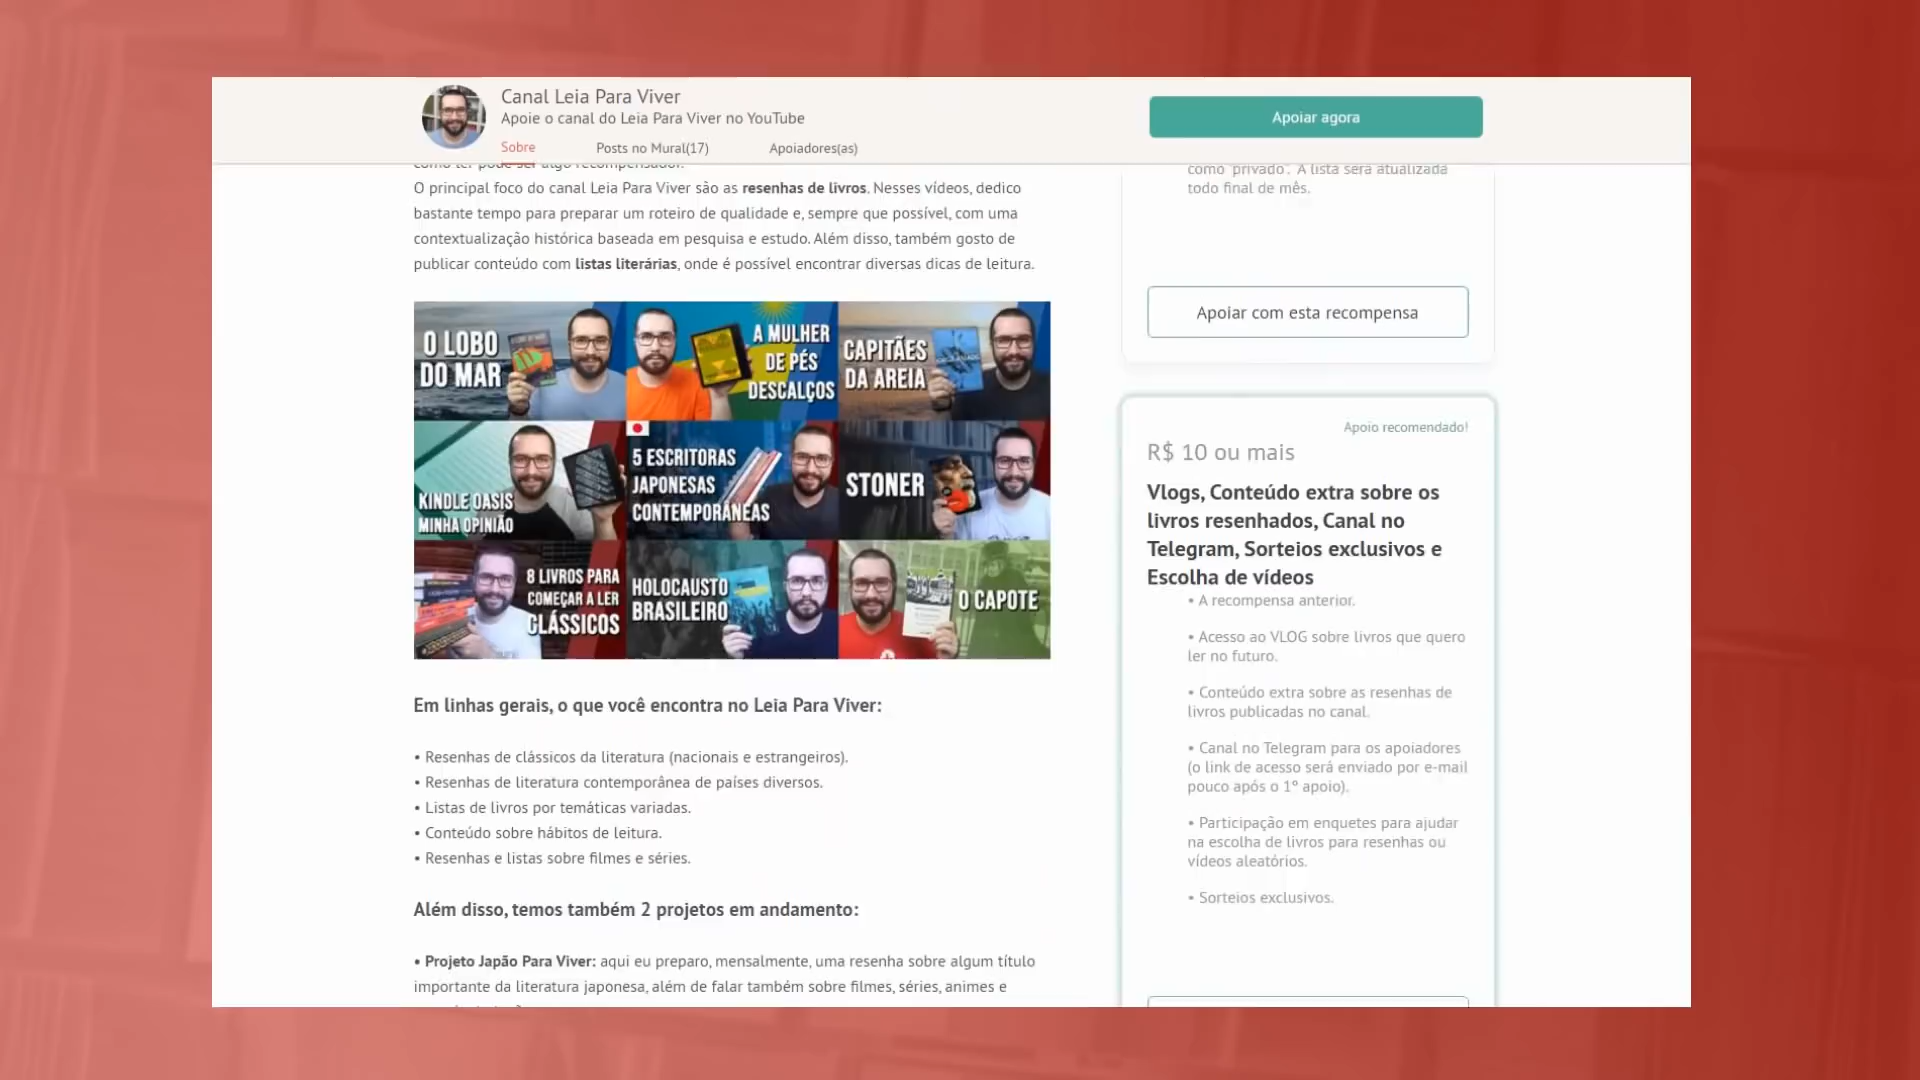 Canal Leia Para Viver
Apoie o canal do Leia Para Viver no YouTube
Sobre
Posts no Mural(17)
Apoiadores(as)
Apoiar agora
como ler pode ser algo recompensador.
O principal foco do canal Leia Para Viver são as resenhas de livros. Nesses vídeos, dedico
bastante tempo para preparar um roteiro de qualidade e, sempre que possível, com uma
contextualização histórica baseada em pesquisa e estudo. Além disso, também gosto de
publicar conteúdo com listas literárias, onde é possível encontrar diversas dicas de leitura.
O LOBO
DO MAR
A MULHER
DE PÉS
DESCALÇOS
CAPITÃES
DA AREIA
KINDLE OASIS
MINHA OPINIÃO
5 ESCRITORAS
JAPONESAS
CONTEMPORÂNEAS
STONER
8 LIVROS PARA
COMEÇAR A LER
CLÁSSICOS
HOLOCAUSTO
BRASILEIRO
O CAPOTE
Em linhas gerais, o que você encontra no Leia Para Viver:
• Resenhas de clássicos da literatura (nacionais e estrangeiros).
• Resenhas de literatura contemporânea de países diversos.
• Listas de livros por temáticas variadas.
• Conteúdo sobre hábitos de leitura.
• Resenhas e listas sobre filmes e séries.
Além disso, temos também 2 projetos em andamento:
• Projeto Japão Para Viver: aqui eu preparo, mensalmente, uma resenha sobre algum título
importante da literatura japonesa, além de falar também sobre filmes, séries, animes e
como "privado". A lista será atualizada
todo final de mês.
Apoiar com esta recompensa
Apoio recomendado!
R$ 10 ou mais
Vlogs, Conteúdo extra sobre os
livros resenhados, Canal no
Telegram, Sorteios exclusivos e
Escolha de vídeos
• A recompensa anterior.
• Acesso ao VLOG sobre livros que quero
ler no futuro.
• Conteúdo extra sobre as resenhas de
livros publicadas no canal.
• Canal no Telegram para os apoiadores
(o link de acesso será enviado por e-mail
pouco após o 1º apoio).
• Participação em enquetes para ajudar
na escolha de livros para resenhas ou
vídeos aleatórios.
• Sorteios exclusivos.